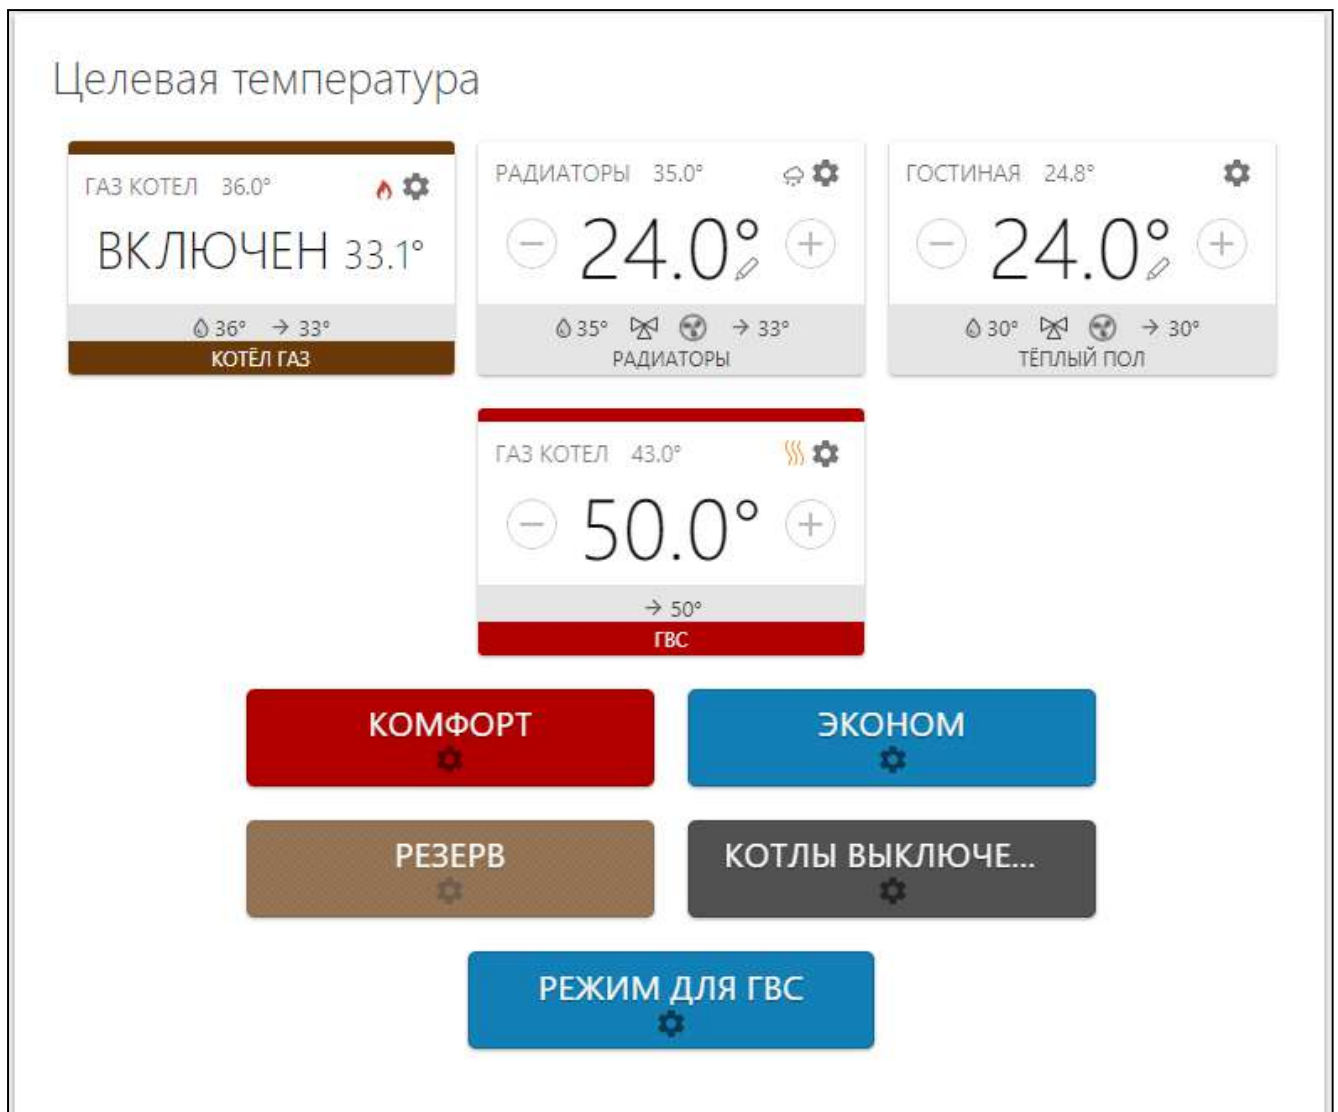 Целевая температура
ГАЗ КОТЕЛ 36.0°
ВКЛЮЧЕН 33.1°
36° → 33°
КОТЁЛ ГАЗ
РАДИАТОРЫ 35.0°
24.0°
35° → 33°
РАДИАТОРЫ
ГОСТИНАЯ 24.8°
24.0°
30° → 30°
ТЁПЛЫЙ ПОЛ
ГАЗ КОТЕЛ 43.0°
50.0°
→ 50°
ГВС
КОМФОРТ
ЭКОНОМ
РЕЗЕРВ
КОТЛЫ ВЫКЛЮЧЕ...
РЕЖИМ ДЛЯ ГВС